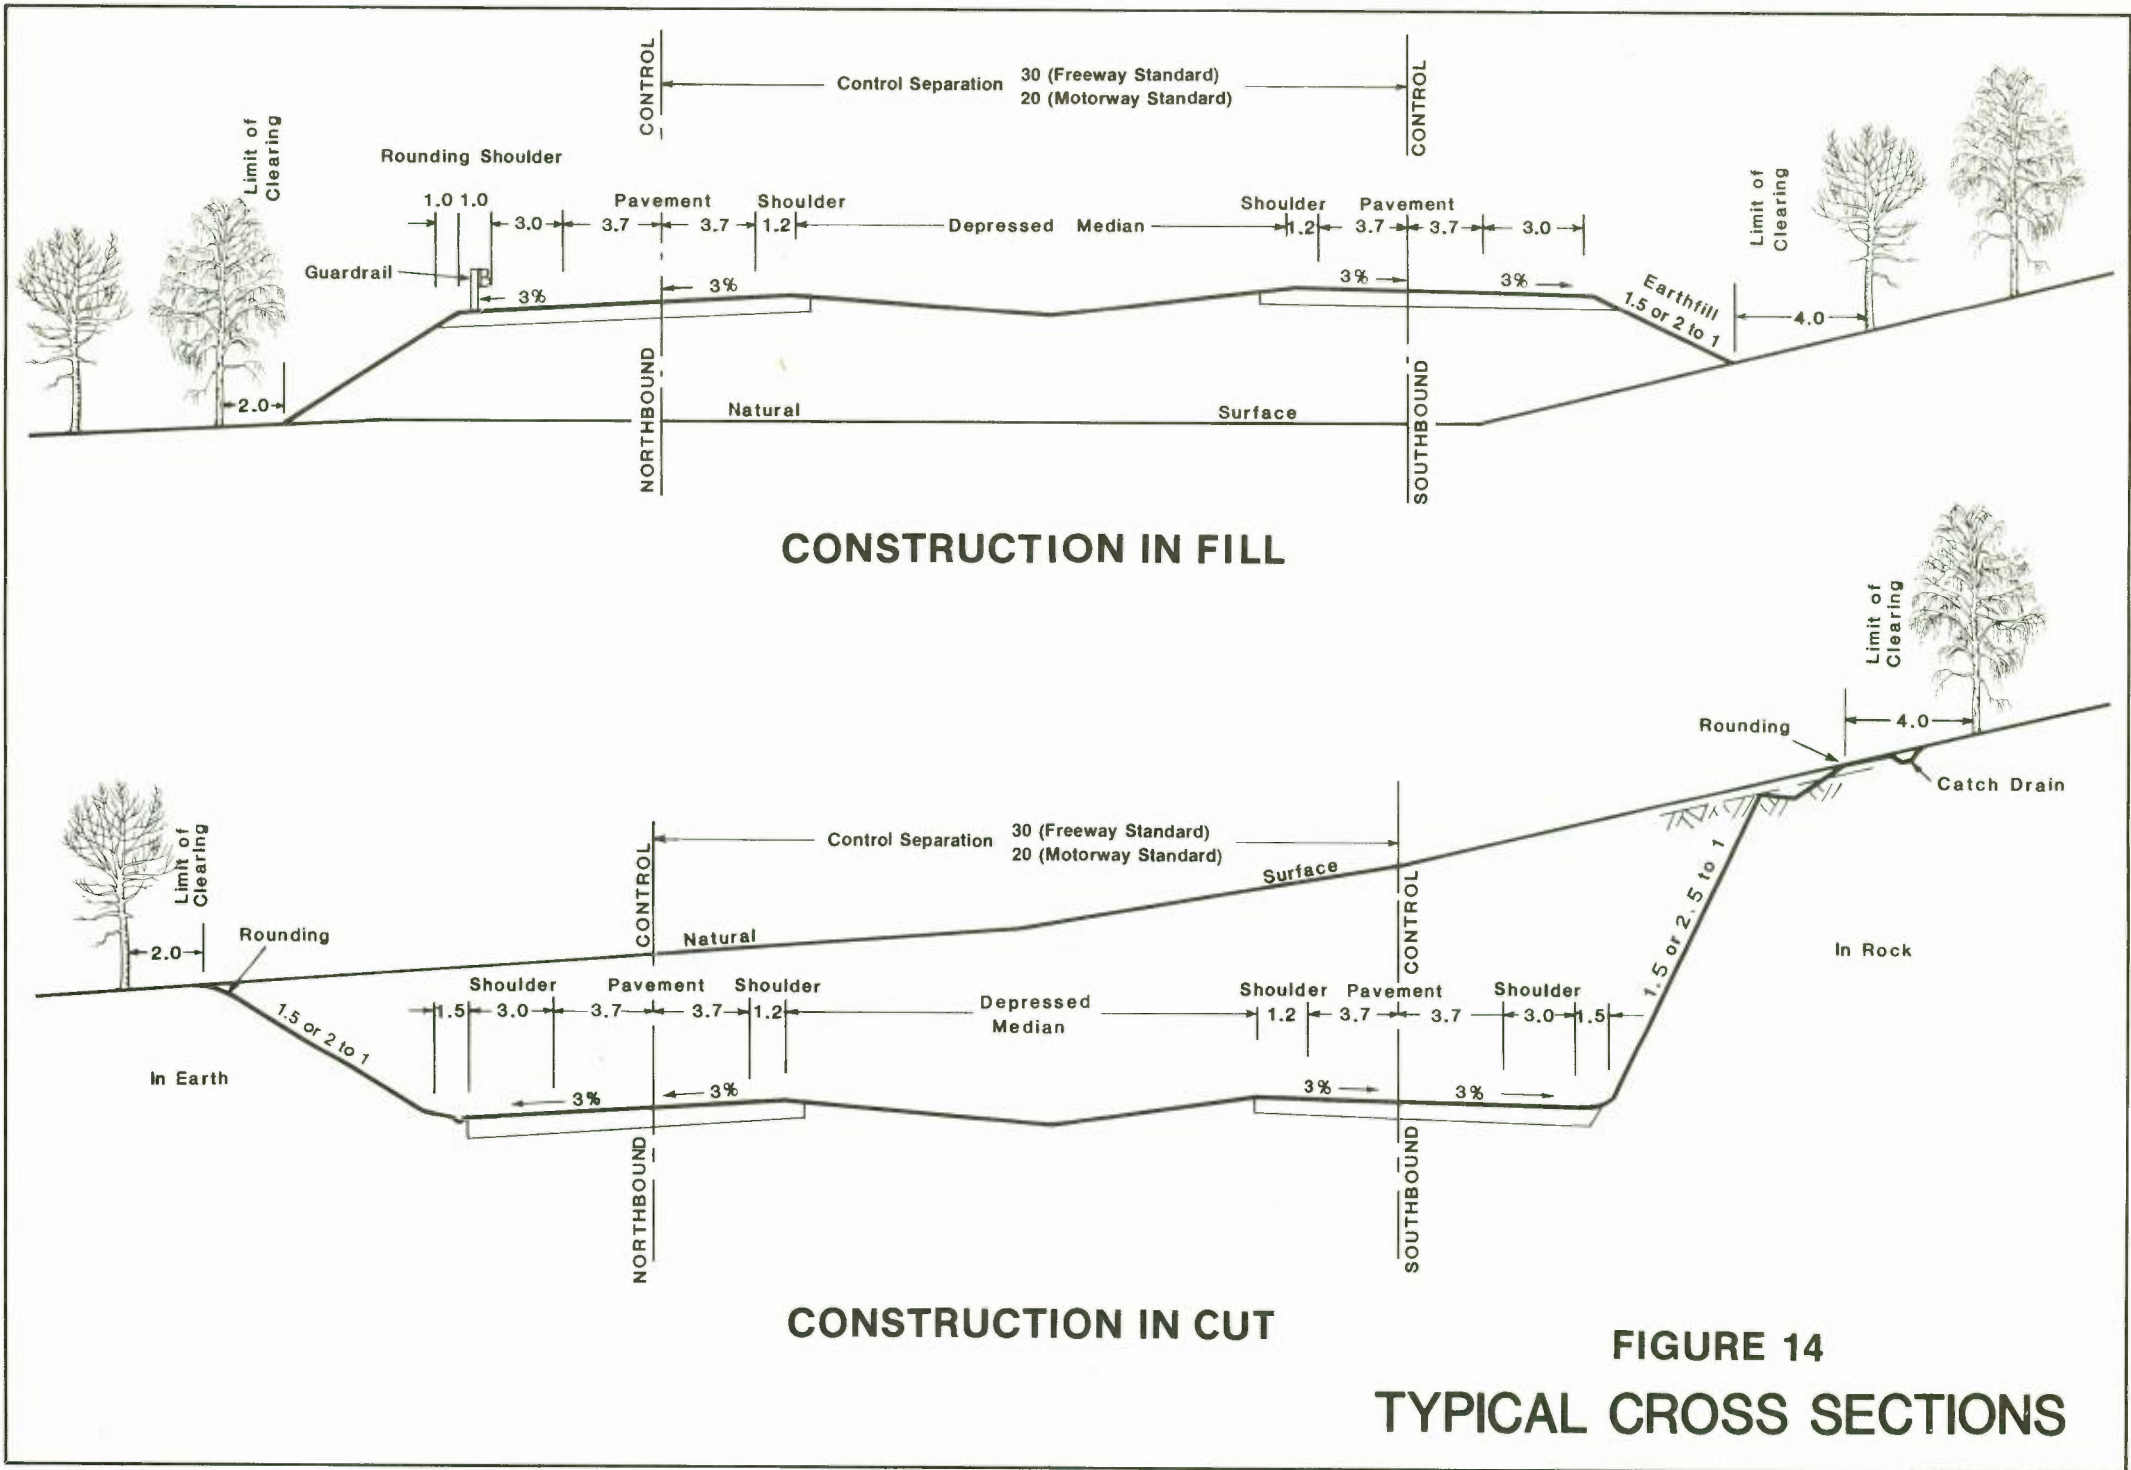 CONTROL
Control Separation 30 (Freeway Standard)
20 (Motorway Standard)
CONTROL
Limit of
Clearing
Rounding Shoulder
1.0 1.0 3.0 3.7 Pavement 3.7 Shoulder 1.2
Depressed Median
Shoulder 1.2 Pavement 3.7 3.7 3.0
Limit of
Clearing
Guardrail
3%
3%
3%
3%
Earthfill
1.5 or 2 to 1
4.0
2.0
NORTHBOUND
Natural Surface
SOUTHBOUND
CONSTRUCTION IN FILL
Limit of
Clearing
Rounding
4.0
Catch Drain
Limit of
Clearing
2.0
Rounding
CONTROL
Control Separation 30 (Freeway Standard)
20 (Motorway Standard)
Natural Surface
CONTROL
1.5 or 2.5 to 1
In Rock
1.5 or 2 to 1
In Earth
Shoulder Pavement Shoulder
1.5 3.0 3.7 3.7 1.2
Depressed
Median
Shoulder Pavement Shoulder
1.2 3.7 3.7 3.0 1.5
3%
3%
3%
3%
NORTHBOUND
SOUTHBOUND
CONSTRUCTION IN CUT
FIGURE 14
TYPICAL CROSS SECTIONS